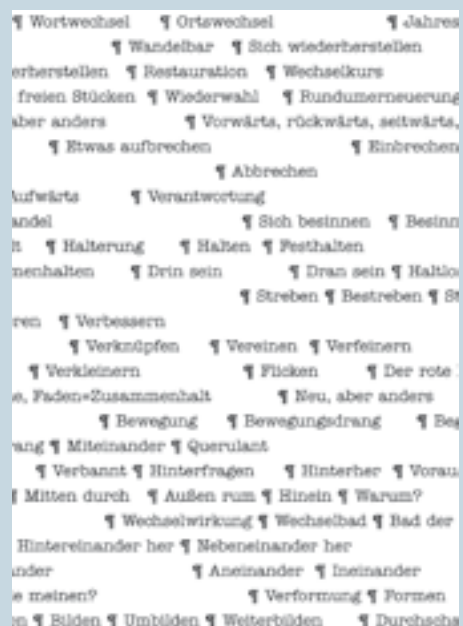 ¶ Wortwechsel ¶ Ortswechsel ¶ Jahres
¶ Wandelbar ¶ Sich wiederherstellen
erherstellen ¶ Restauration ¶ Wechselkurs
freien Stücken ¶ Wiederwahl ¶ Rundumerneuerung
aber anders ¶ Vorwärts, rückwärts, seitwärts,
¶ Etwas aufbrechen ¶ Einbrechen
¶ Abbrechen
Aufwärts ¶ Verantwortung
andel ¶ Sich besinnen ¶ Besinn
lt ¶ Halterung ¶ Halten ¶ Festhalten
menhalten ¶ Drin sein ¶ Dran sein ¶ Haltlo
¶ Streben ¶ Bestreben ¶ St
ren ¶ Verbessern
¶ Verknüpfen ¶ Vereinen ¶ Verfeinern
¶ Verkleinern ¶ Flicken ¶ Der rote
e, Faden=Zusammenhalt ¶ Neu, aber anders
¶ Bewegung ¶ Bewegungsdrang ¶ Beg
rang ¶ Miteinander ¶ Querulant
¶ Verbannt ¶ Hinterfragen ¶ Hinterher ¶ Vorau
¶ Mitten durch ¶ Außen rum ¶ Hinein ¶ Warum?
¶ Wechselwirkung ¶ Wechselbad ¶ Bad der
Hintereinander her ¶ Nebeneinander her
nder ¶ Aneinander ¶ Ineinander
e meinen? ¶ Verformung ¶ Formen
en ¶ Bilden ¶ Umbilden ¶ Weiterbilden ¶ Durchscha